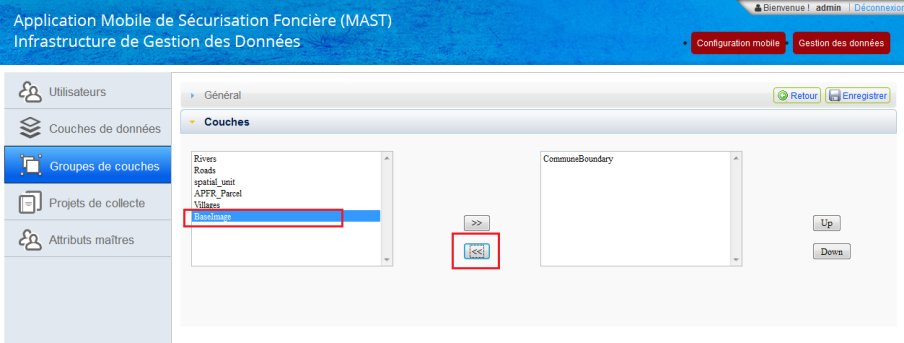 Bienvenue ! admin Déconnexion
Application Mobile de Sécurisation Foncière (MAST)
Infrastructure de Gestion des Données
Configuration mobile
Gestion des données
Utilisateurs
Couches de données
Groupes de couches
Projets de collecte
Attributs maîtres
Général
Retour
Enregistrer
Couches
Rivers
Roads
spatial_unit
APFR_Parcel
Villages
BaseImage
>>
<<
CommuneBoundary
Up
Down